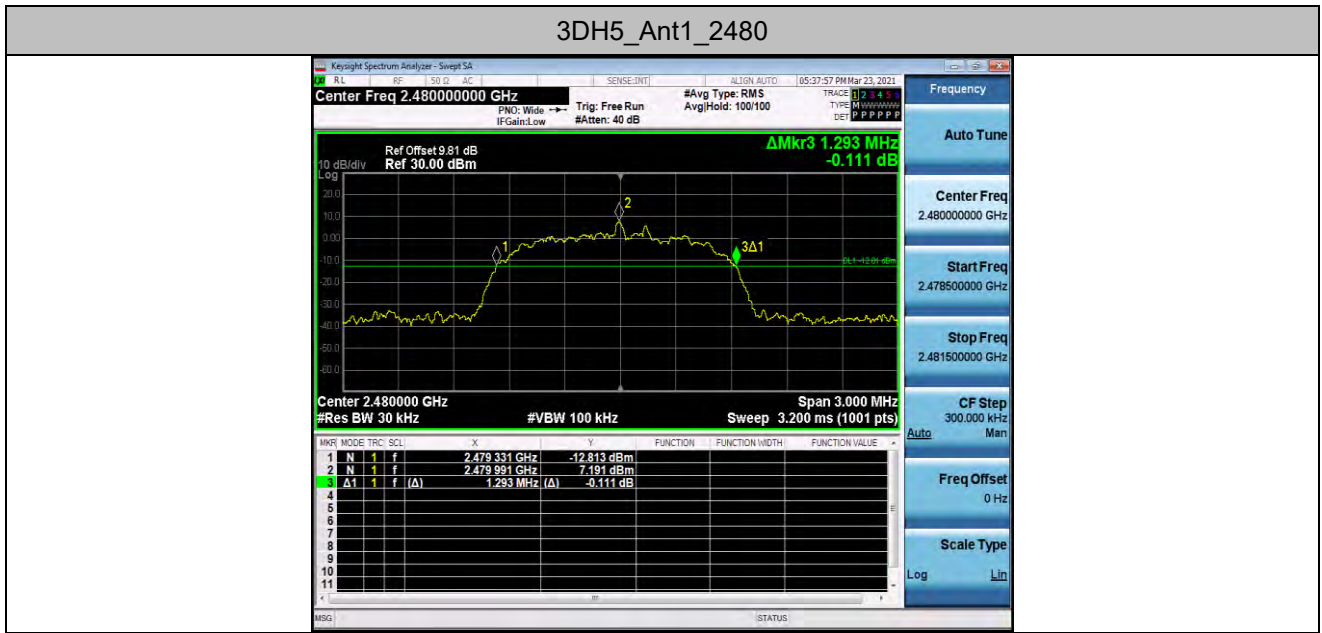 3DH5_Ant1_2480
Keysight Spectrum Analyzer - Swept SA
RL RF 50 Ω AC SENSE:INT ALIGN AUTO 05:37:57 PM Mar 23, 2021
Center Freq 2.480000000 GHz
PNO: Wide
IFGain:Low
Trig: Free Run
#Atten: 40 dB
#Avg Type: RMS
Avg|Hold: 100/100
TRACE 1 2 3 4 5 6
TYPE M
DET P P P P P P
Frequency
Auto Tune
Center Freq
2.480000000 GHz
Start Freq
2.478500000 GHz
Stop Freq
2.481500000 GHz
CF Step
300.000 kHz
Auto Man
Freq Offset
0 Hz
Scale Type
Log Lin
ΔMkr3 1.293 MHz
-0.111 dB
Ref Offset 9.81 dB
10 dB/div Ref 30.00 dBm
Log
20.0
10.0
0.00
-10.0
-20.0
-30.0
-40.0
-50.0
-60.0
1
2
3Δ1
DL1 -12.81 dBm
Center 2.480000 GHz Span 3.000 MHz
#Res BW 30 kHz #VBW 100 kHz Sweep 3.200 ms (1001 pts)
MKR MODE TRC SCL X Y FUNCTION FUNCTION WIDTH FUNCTION VALUE
1 N 1 f 2.479 331 GHz -12.813 dBm
2 N 1 f 2.479 991 GHz 7.191 dBm
3 Δ1 1 f (Δ) 1.293 MHz (Δ) -0.111 dB
4
5
6
7
8
9
10
11
MSG STATUS